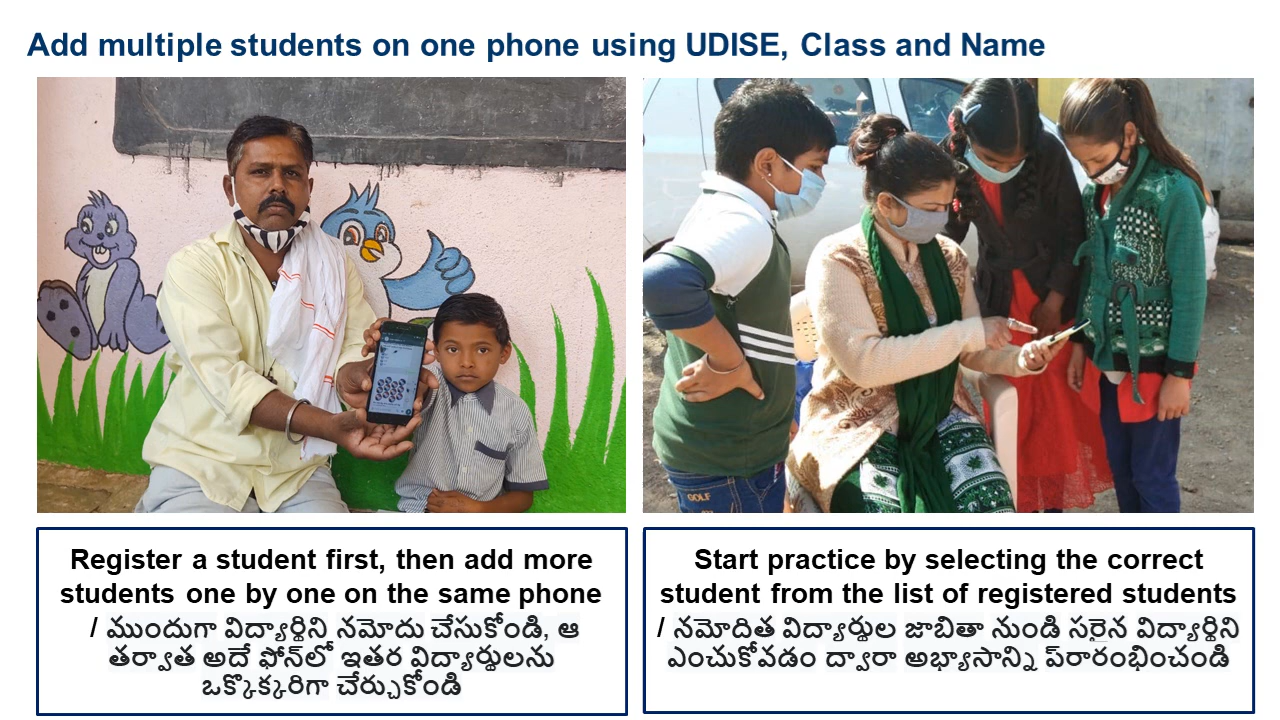 Add multiple students on one phone using UDISE, Class and Name
GOLF
Register a student first, then add more
students one by one on the same phone
/ ముందుగా విద్యార్థిని నమోదు చేసుకోండి, ఆ
తర్వాత అదే ఫోన్‌లో ఇతర విద్యార్థులను
ఒక్కొక్కరిగా చేర్చుకోండి
Start practice by selecting the correct
student from the list of registered students
/ నమోదిత విద్యార్థుల జాబితా నుండి సరైన విద్యార్థిని
ఎంచుకోవడం ద్వారా అభ్యాసాన్ని ప్రారంభించండి